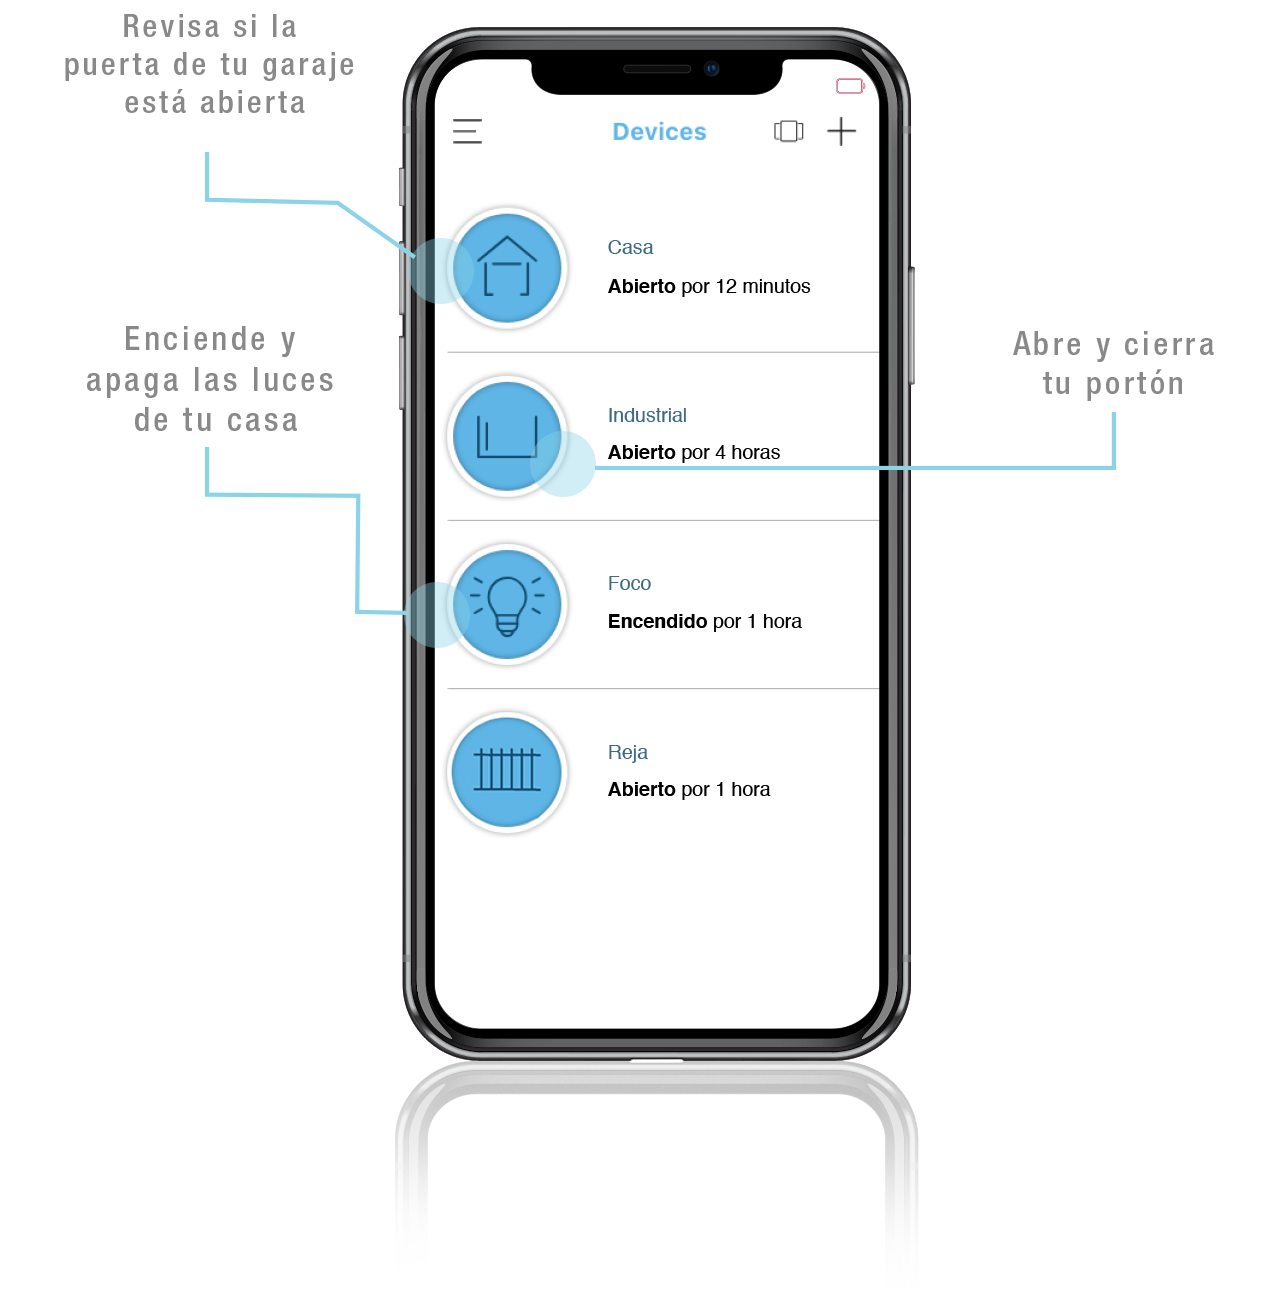 Revisa si la
puerta de tu garaje
está abierta
Devices
Casa
Abierto por 12 minutos
Enciende y
apaga las luces
de tu casa
Abre y cierra
tu portón
Industrial
Abierto por 4 horas
Foco
Encendido por 1 hora
Reja
Abierto por 1 hora